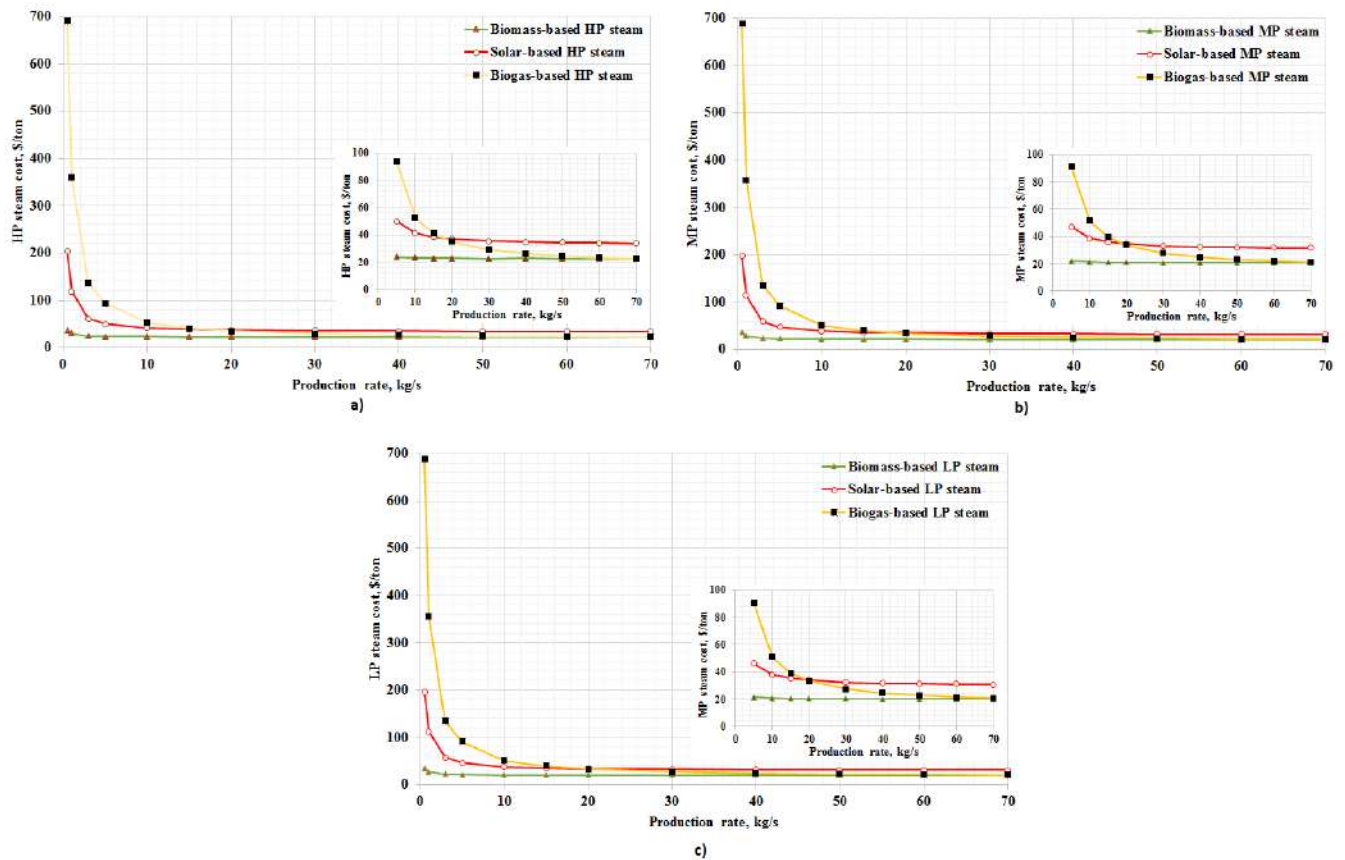 700
600
500
400
300
200
100
0
HP steam cost, $/ton
Biomass-based HP steam
Solar-based HP steam
Biogas-based HP steam
100
80
60
40
20
0
HP steam cost, $/ton
0 10 20 30 40 50 60 70
Production rate, kg/s
0 10 20 30 40 50 60 70
Production rate, kg/s
a)
700
600
500
400
300
200
100
0
MP steam cost, $/ton
Biomass-based MP steam
Solar-based MP steam
Biogas-based MP steam
100
80
60
40
20
0
MP steam cost, $/ton
0 10 20 30 40 50 60 70
Production rate, kg/s
0 10 20 30 40 50 60 70
Production rate, kg/s
b)
700
600
500
400
300
200
100
0
LP steam cost, $/ton
Biomass-based LP steam
Solar-based LP steam
Biogas-based LP steam
100
80
60
40
20
0
MP steam cost, $/ton
0 10 20 30 40 50 60 70
Production rate, kg/s
0 10 20 30 40 50 60 70
Production rate, kg/s
c)